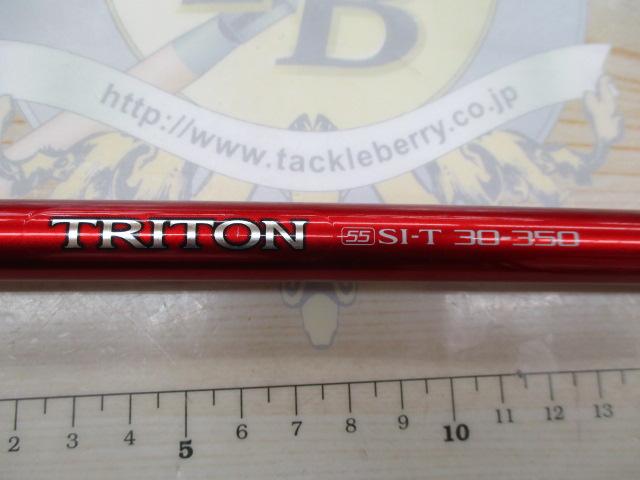 B
http://www.tackleberry.co.jp
TRITON 55 SI-T 30-350
2 3 4 5 6 7 8 9 10 11 12 13